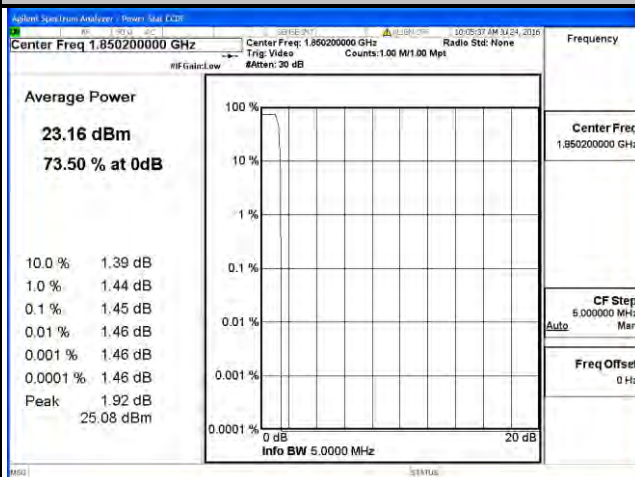 Agilent Spectrum Analyzer - Power Stat CCDF
RF 50 Ω AC SENSE:INT ALIGN OFF 10:05:37 AM Jul 24, 2016
Center Freq 1.850200000 GHz
Center Freq: 1.850200000 GHz Radio Std: None
Trig: Video Counts:1.00 M/1.00 Mpt
#IFGain:Low #Atten: 30 dB
Frequency
Average Power
23.16 dBm
73.50 % at 0dB
10.0 % 1.39 dB
1.0 % 1.44 dB
0.1 % 1.45 dB
0.01 % 1.46 dB
0.001 % 1.46 dB
0.0001 % 1.46 dB
Peak 1.92 dB
25.08 dBm
100 %
10 %
1 %
0.1 %
0.01 %
0.001 %
0.0001 %
0 dB 20 dB
Info BW 5.0000 MHz
Center Freq
1.850200000 GHz
CF Step
5.000000 MHz
Auto Man
Freq Offset
0 Hz
MSG STATUS